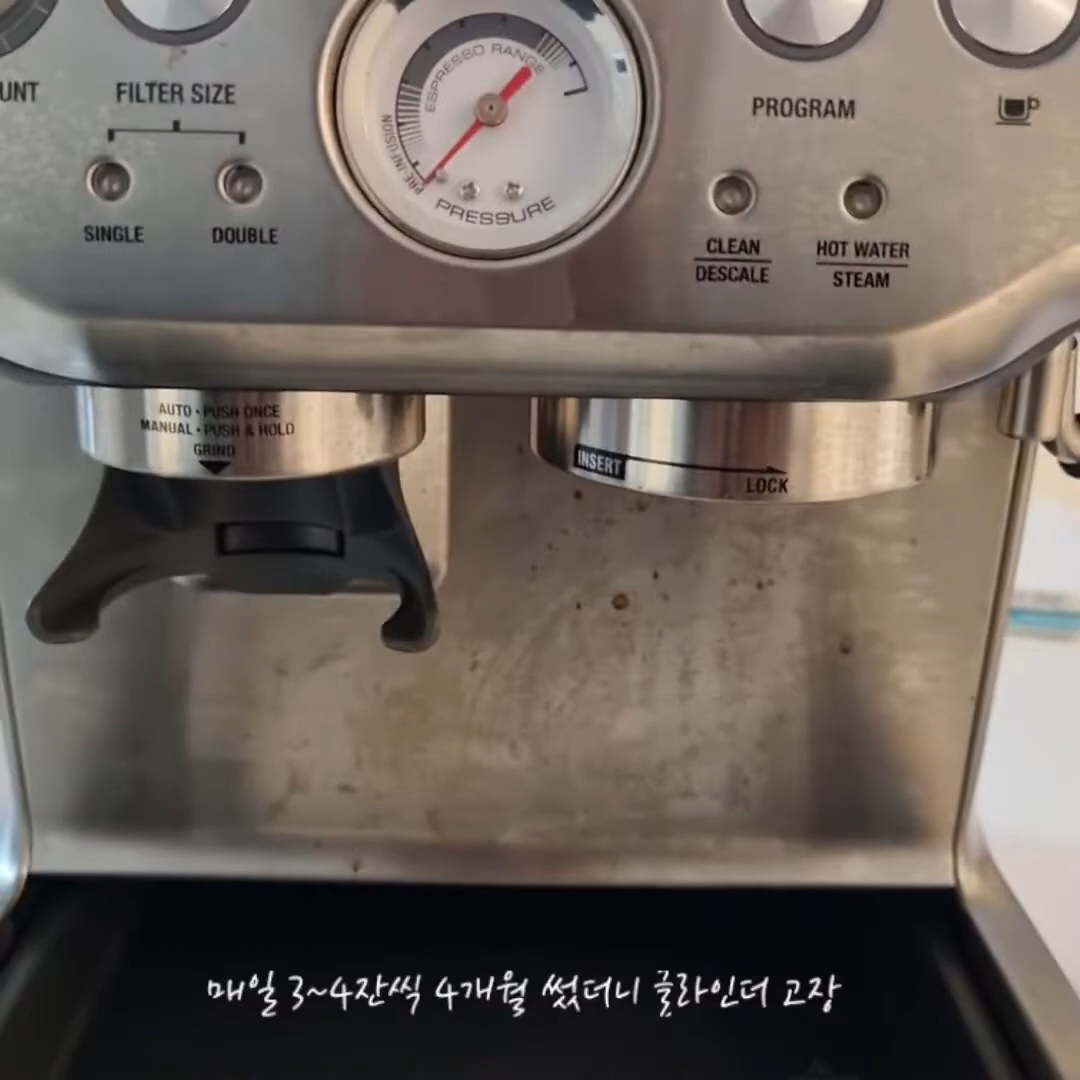 UNT
FILTER SIZE
SINGLE
DOUBLE
ESPRESSO RANGE
PRE-INFUSION
PRESSURE
PROGRAM
CLEAN
DESCALE
HOT WATER
STEAM
AUTO • PUSH ONCE
MANUAL • PUSH & HOLD
GRIND
INSERT
LOCK
매일 3~4잔씩 4개월 썼더니 글라인더 고장